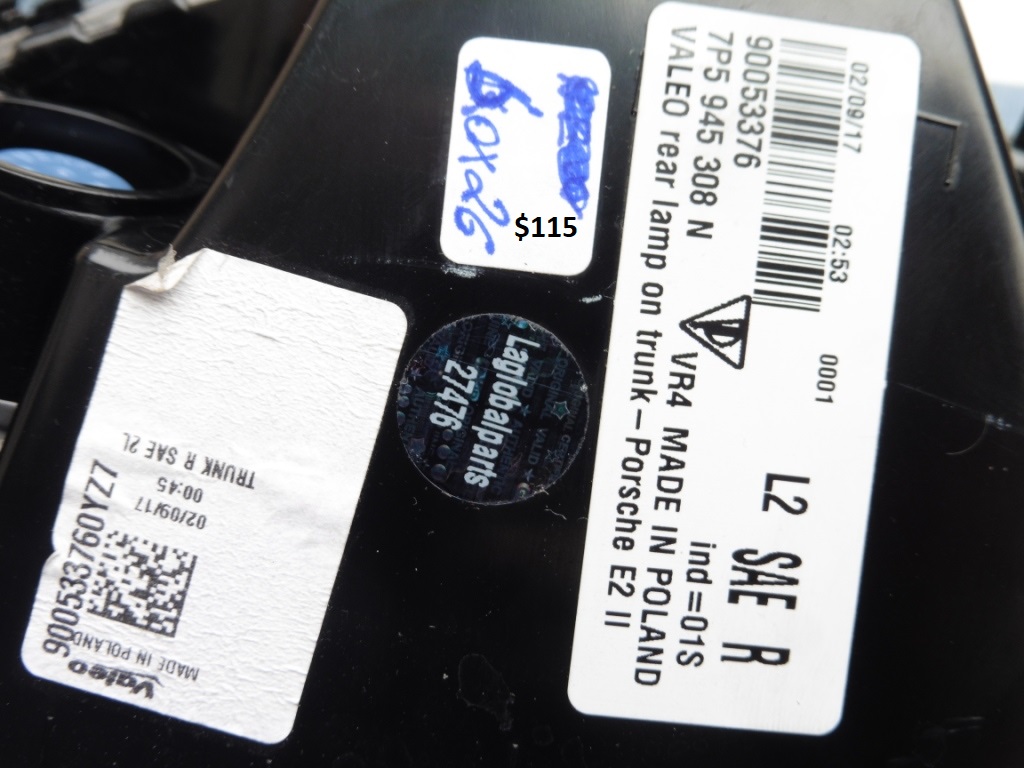 02/09/17 02:53 0001
90053376 L2 SAE R
7P5 945 308 N VR4 MADE IN POLAND ind=01S
VALEO rear lamp on trunk–Porsche E2 II
$115
Laglobalparts
27476
TRUNK R SAE 2L
00:45
02/09/17
900533760YZ7
MADE IN POLAND
Valeo